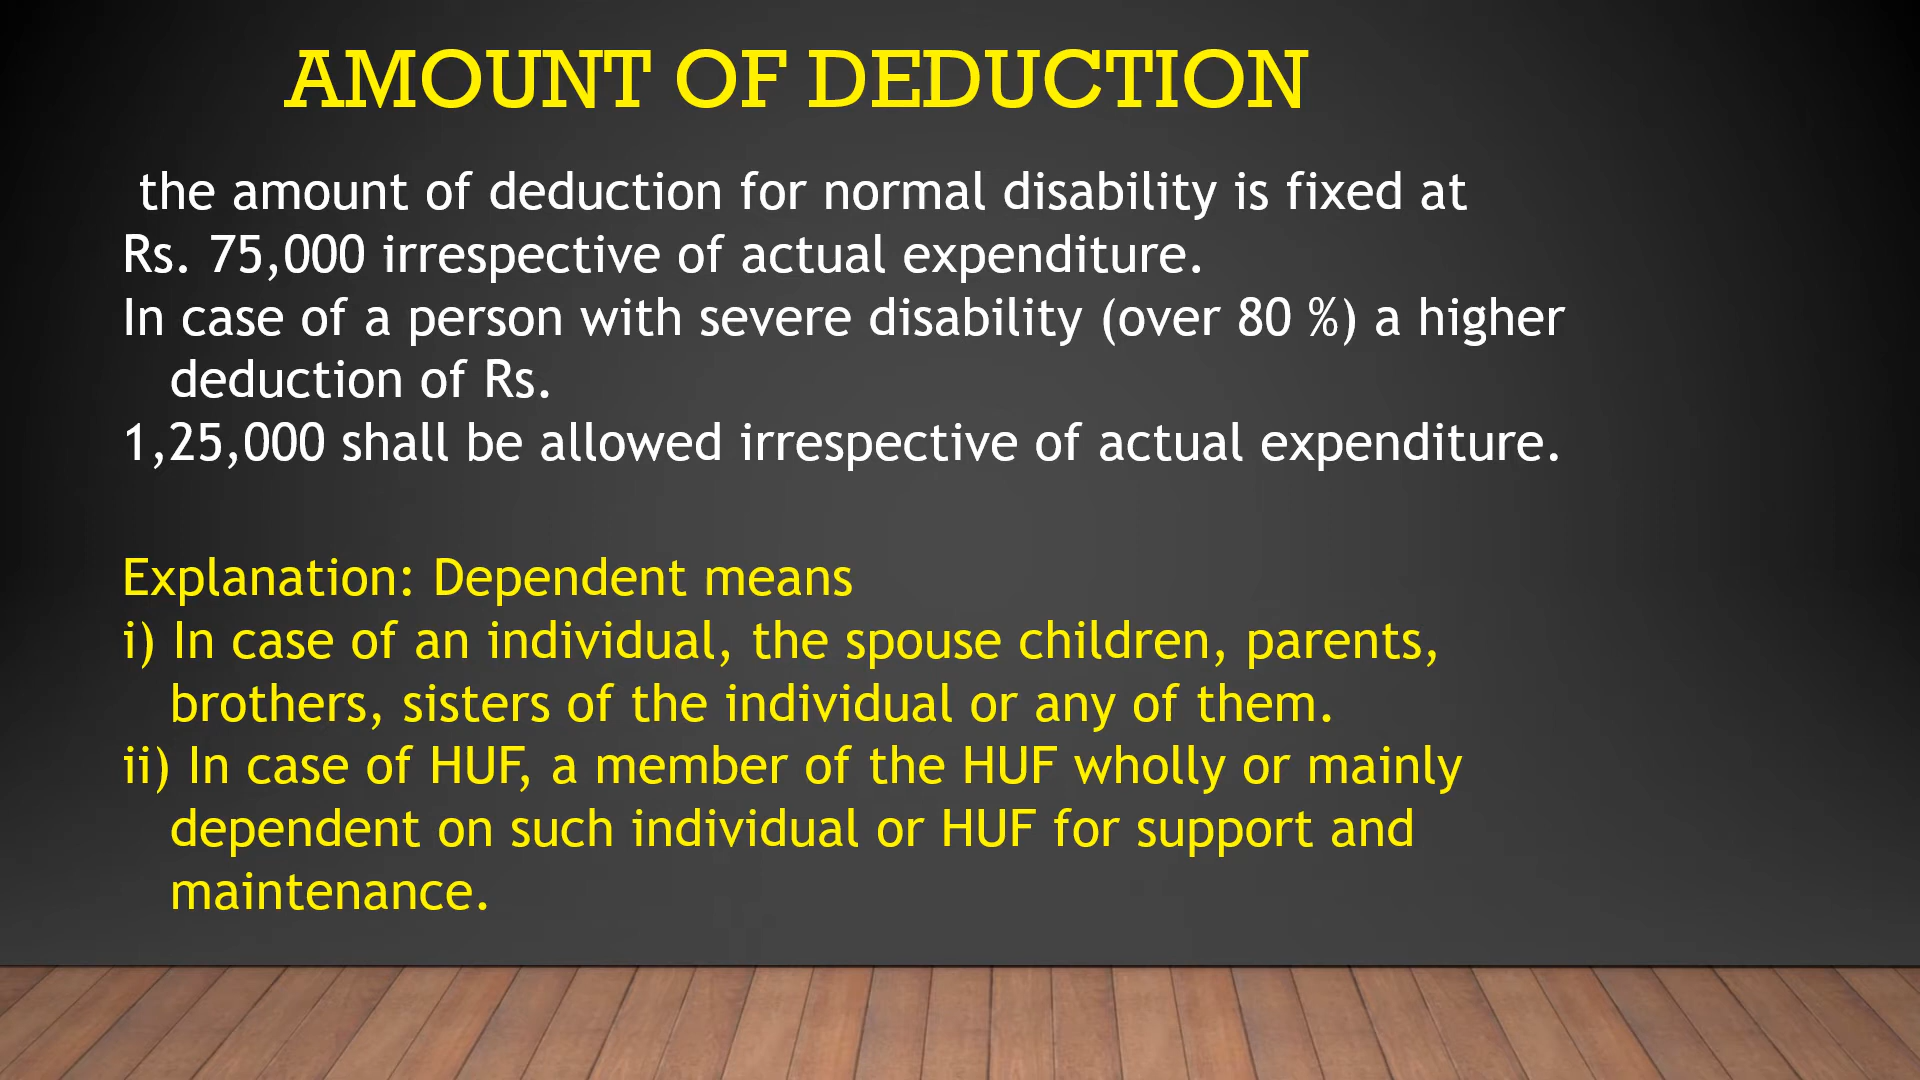 AMOUNT OF DEDUCTION
the amount of deduction for normal disability is fixed at
Rs. 75,000 irrespective of actual expenditure.
In case of a person with severe disability (over 80 %) a higher
deduction of Rs.
1,25,000 shall be allowed irrespective of actual expenditure.
Explanation: Dependent means
i) In case of an individual, the spouse children, parents,
brothers, sisters of the individual or any of them.
ii) In case of HUF, a member of the HUF wholly or mainly
dependent on such individual or HUF for support and
maintenance.